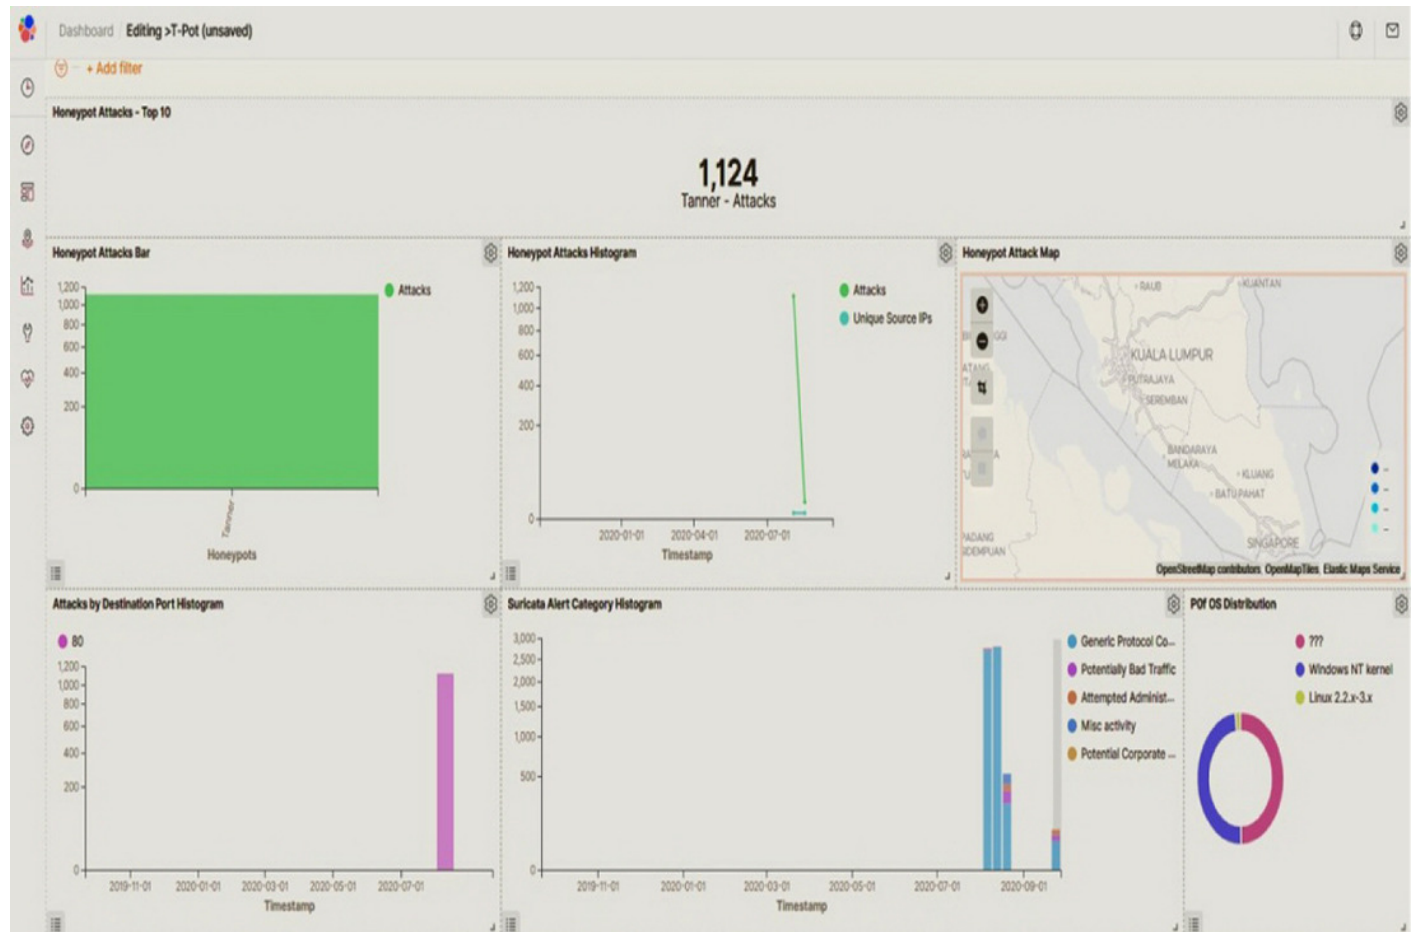 Dashboard Editing >T-Pot (unsaved)
+ Add filter
Honeypot Attacks - Top 10
1,124
Tanner - Attacks
Honeypot Attacks Bar
1,200
1,000
800
600
400
200
0
Tanner
Honeypots
Attacks
Honeypot Attacks Histogram
1,200
1,000
800
600
400
200
0
2020-01-01 2020-04-01 2020-07-01
Timestamp
Attacks
Unique Source IPs
Honeypot Attack Map
RAUB
KUANTAN
KUALA LUMPUR
PUTRAJAYA
SEREMBAN
BANDARAYA
MELAKA
KLUANG
BATU PAHAT
SINGAPORE
OpenStreetMap contributors, OpenMapTiles, Elastic Maps Service
Attacks by Destination Port Histogram
80
1,200
1,000
800
600
400
200
0
2019-11-01 2020-01-01 2020-03-01 2020-05-01 2020-07-01
Timestamp
Suricata Alert Category Histogram
3,000
2,500
2,000
1,500
1,000
500
0
2019-11-01 2020-01-01 2020-03-01 2020-05-01 2020-07-01 2020-09-01
Timestamp
Generic Protocol Co...
Potentially Bad Traffic
Attempted Administ...
Misc activity
Potential Corporate ...
P0f OS Distribution
???
Windows NT kernel
Linux 2.2.x-3.x